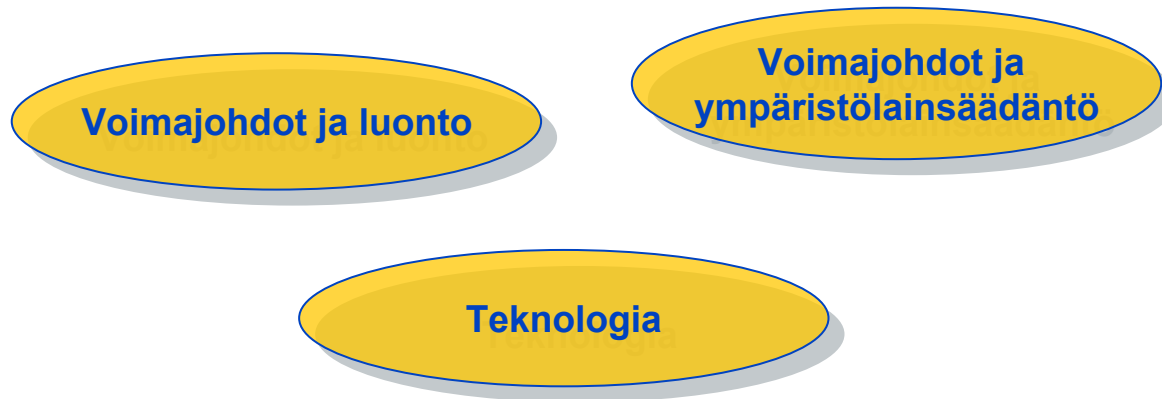 Voimajohdot ja luonto
Voimajohdot ja
ympäristölainsäädäntö
Teknologia